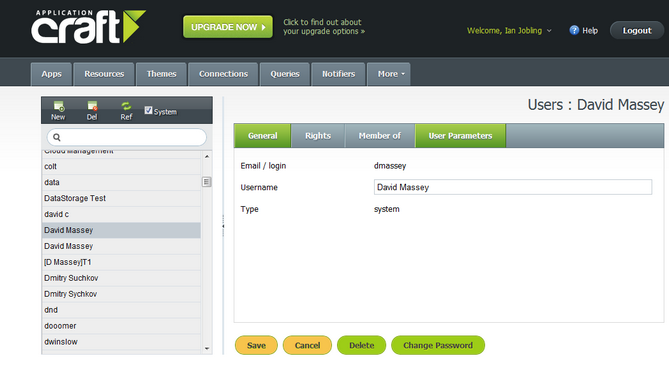 APPLICATION
craft
UPGRADE NOW
Click to find out about
your upgrade options »
Welcome, Ian Jobling
Help
Logout
Apps
Resources
Themes
Connections
Queries
Notifiers
More
New
Del
Ref
System
Users : David Massey
General
Rights
Member of
User Parameters
Cloud Management
colt
data
DataStorage Test
david c
David Massey
David Massey
[D Massey]T1
Dmitry Suchkov
Dmitry Sychkov
dnd
dooomer
dwinslow
Email / login
dmassey
Username
David Massey
Type
system
Save
Cancel
Delete
Change Password